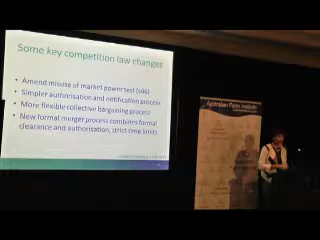 Some key competition law changes
• Amend misuse of market power test (s46)
• Simpler authorisation and notification process
• More flexible collective bargaining process
• New formal merger process combines formal
clearance and authorisation, strict time limits
Australian Farm Institute